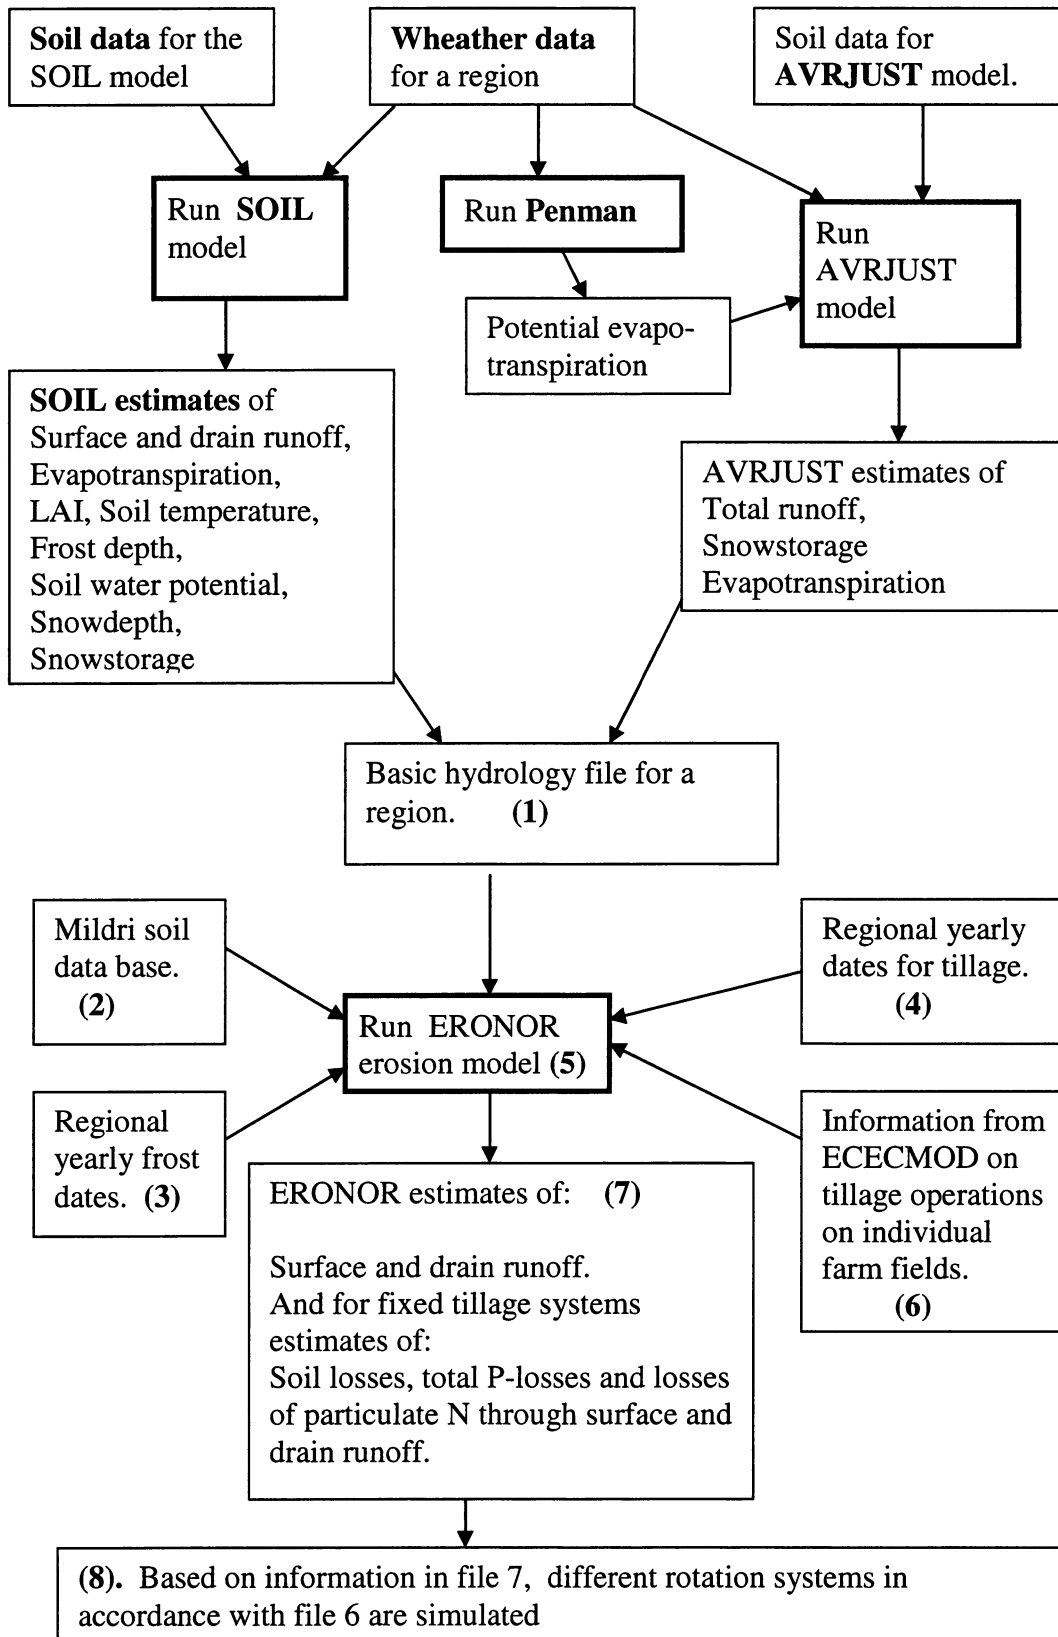 Soil data for the
SOIL model
Wheather data
for a region
Soil data for
AVRJUST model.
Run SOIL
model
Run Penman
Run
AVRJUST
model
Potential evapo-
transpiration
SOIL estimates of
Surface and drain runoff,
Evapotranspiration,
LAI, Soil temperature,
Frost depth,
Soil water potential,
Snowdepth,
Snowstorage
AVRJUST estimates of
Total runoff,
Snowstorage
Evapotranspiration
Basic hydrology file for a
region. (1)
Mildri soil
data base.
(2)
Regional yearly
dates for tillage.
(4)
Run ERONOR
erosion model (5)
Regional
yearly frost
dates. (3)
Information from
ECECMOD on
tillage operations
on individual
farm fields.
(6)
ERONOR estimates of: (7)
Surface and drain runoff.
And for fixed tillage systems
estimates of:
Soil losses, total P-losses and losses
of particulate N through surface and
drain runoff.
(8). Based on information in file 7, different rotation systems in
accordance with file 6 are simulated